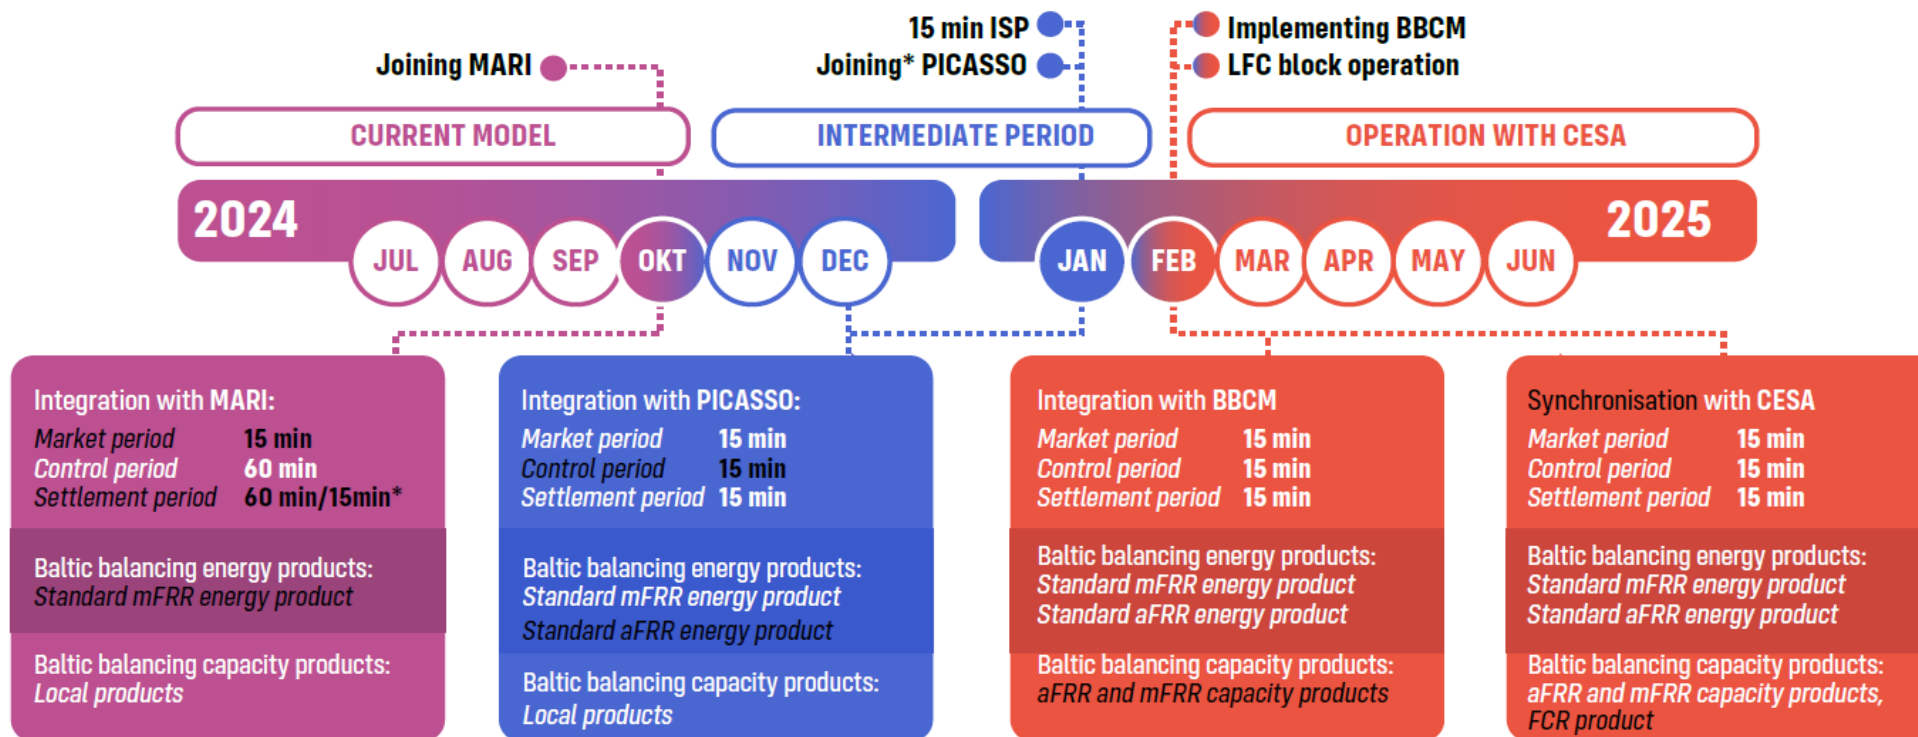 15 min ISP
Joining* PICASSO
Implementing BBCM
LFC block operation
Joining MARI
CURRENT MODEL
INTERMEDIATE PERIOD
OPERATION WITH CESA
2024
JUL
AUG
SEP
OKT
NOV
DEC
JAN
FEB
MAR
APR
MAY
JUN
2025
Integration with MARI:
Market period 15 min
Control period 60 min
Settlement period 60 min/15min*
Baltic balancing energy products:
Standard mFRR energy product
Baltic balancing capacity products:
Local products
Integration with PICASSO:
Market period 15 min
Control period 15 min
Settlement period 15 min
Baltic balancing energy products:
Standard mFRR energy product
Standard aFRR energy product
Baltic balancing capacity products:
Local products
Integration with BBCM
Market period 15 min
Control period 15 min
Settlement period 15 min
Baltic balancing energy products:
Standard mFRR energy product
Standard aFRR energy product
Baltic balancing capacity products:
aFRR and mFRR capacity products
Synchronisation with CESA
Market period 15 min
Control period 15 min
Settlement period 15 min
Baltic balancing energy products:
Standard mFRR energy product
Standard aFRR energy product
Baltic balancing capacity products:
aFRR and mFRR capacity products,
FCR product